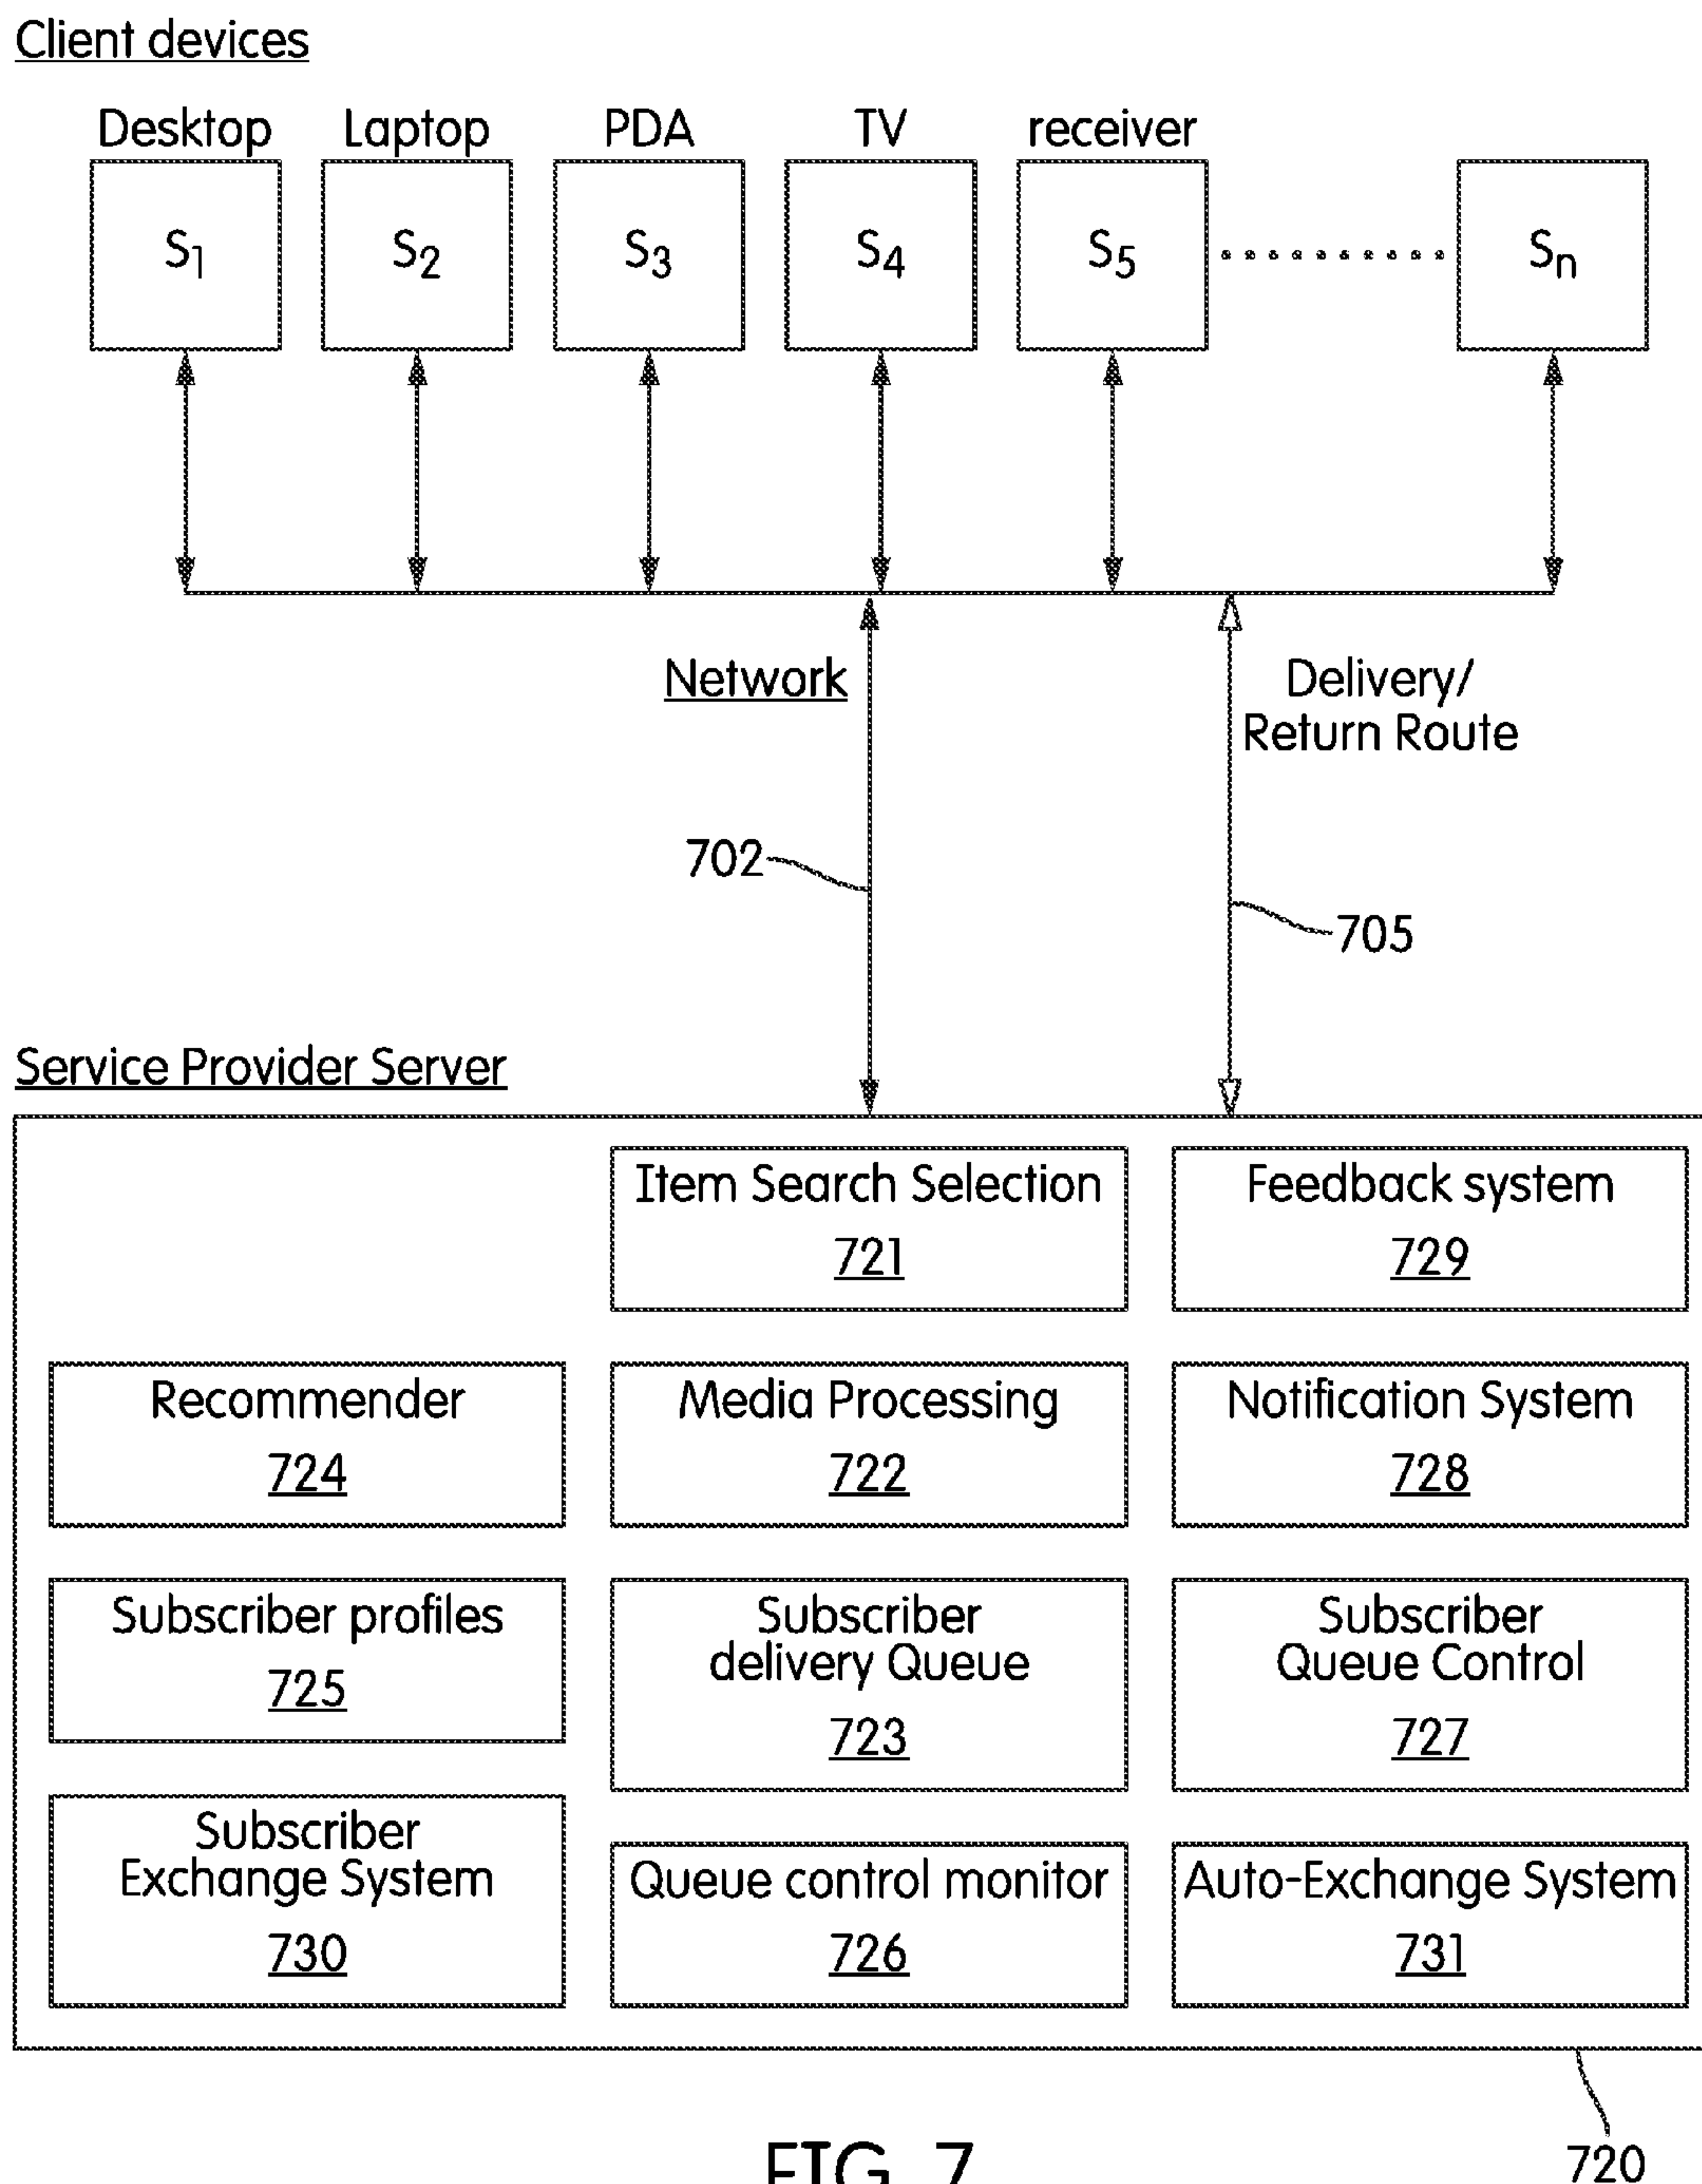 Client devices
Desktop
Laptop
PDA
TV
receiver
S1
S2
S3
S4
S5
Sn
Network
Delivery/
Return Route
702
705
Service Provider Server
Item Search Selection
721
Feedback system
729
Recommender
724
Media Processing
722
Notification System
728
Subscriber profiles
725
Subscriber
delivery Queue
723
Subscriber
Queue Control
727
Subscriber
Exchange System
730
Queue control monitor
726
Auto-Exchange System
731
720
FIG. 7